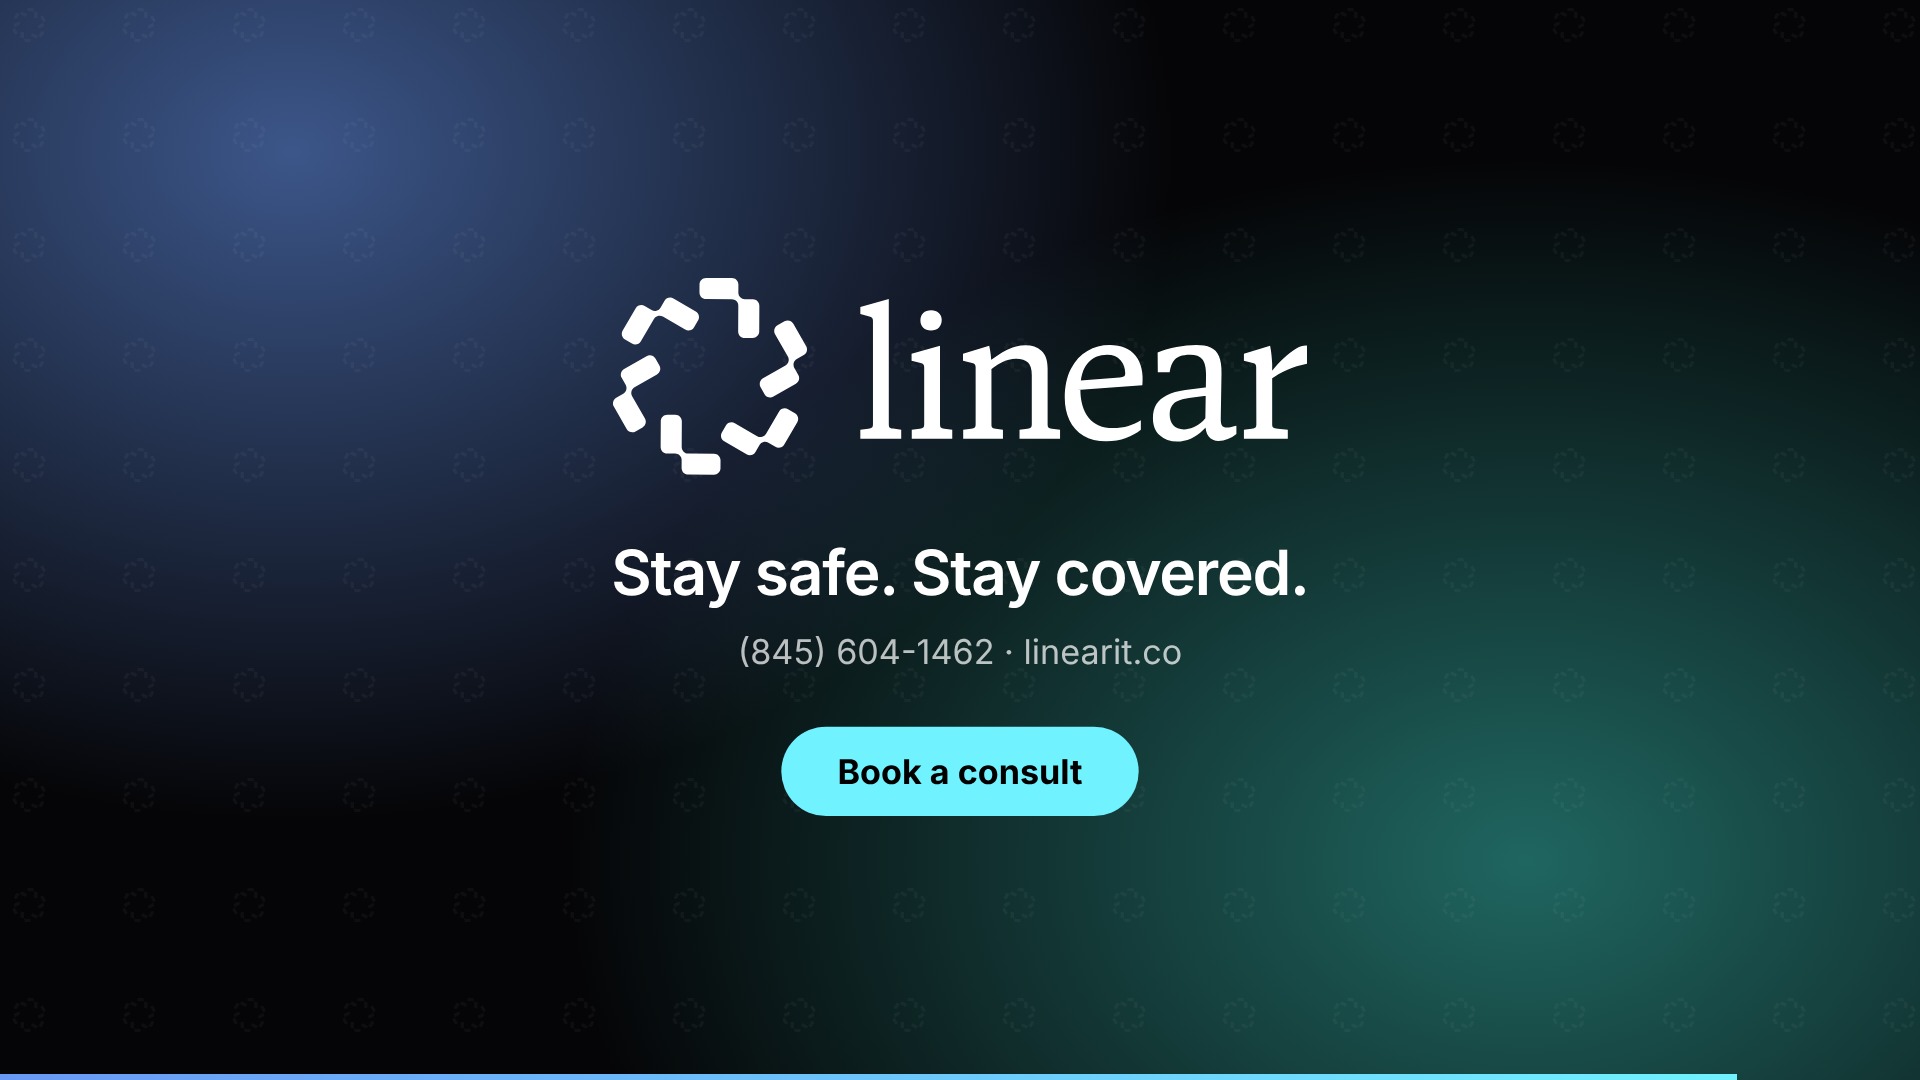 linear
Stay safe. Stay covered.
(845) 604-1462 · linearit.co
Book a consult